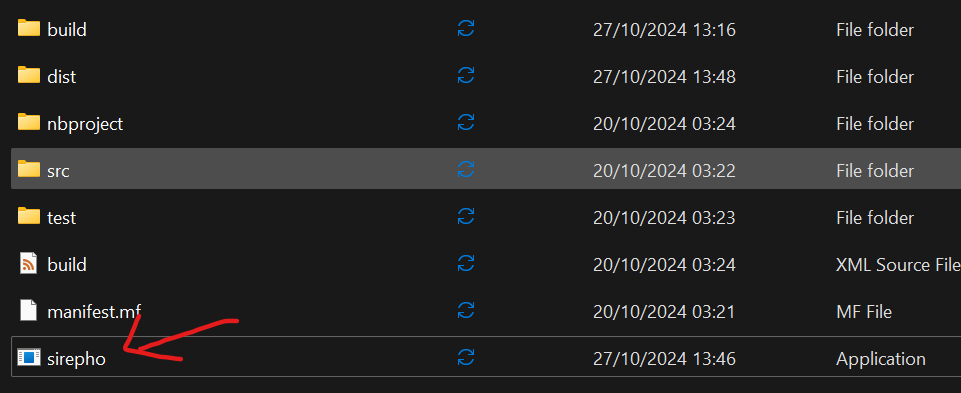 build 27/10/2024 13:16 File folder
dist 27/10/2024 13:48 File folder
nbproject 20/10/2024 03:24 File folder
src 20/10/2024 03:22 File folder
test 20/10/2024 03:23 File folder
build 20/10/2024 03:24 XML Source File
manifest.mf 20/10/2024 03:21 MF File
sirepho 27/10/2024 13:46 Application